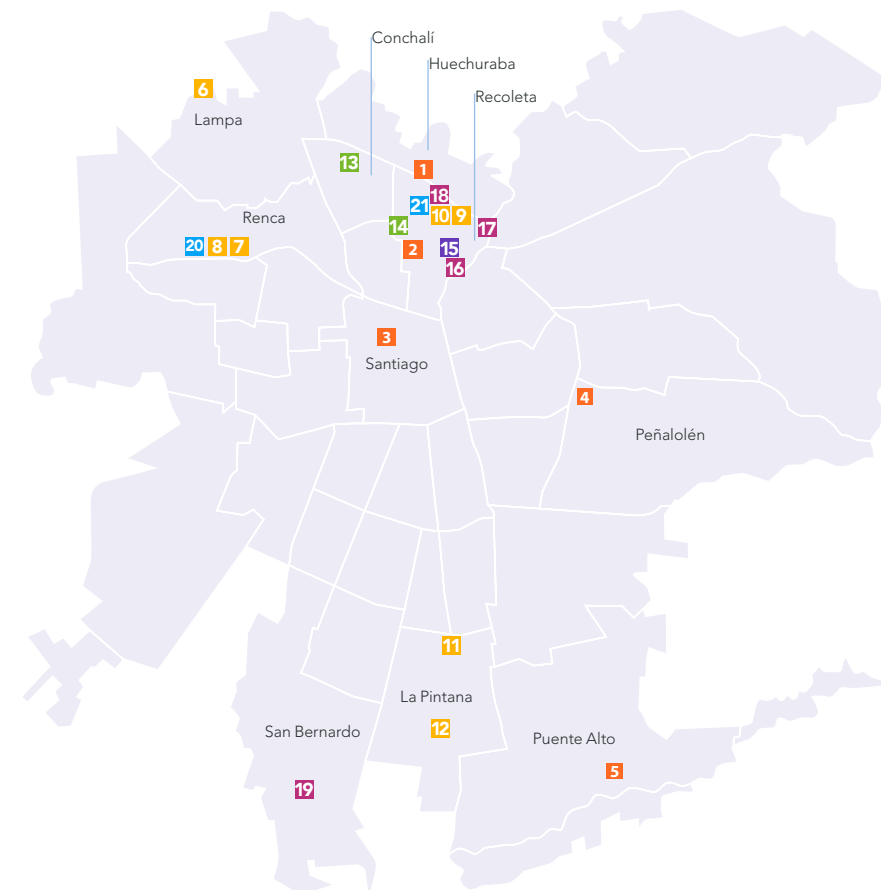 Conchalí
Huechuraba
6
Recoleta
Lampa
13
1
18
21
10 9
Renca
14
17
20 8 7
2
15
16
3
Santiago
4
Peñalolén
11
La Pintana
12
San Bernardo
Puente Alto
5
19